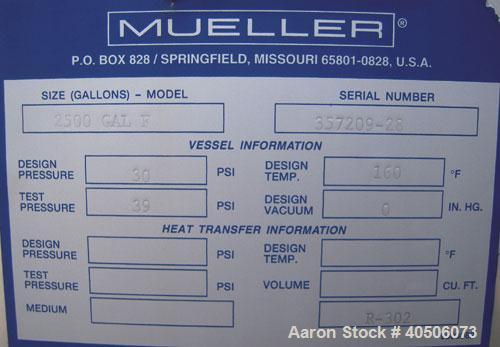 MUELLER®
P.O. BOX 828 / SPRINGFIELD, MISSOURI 65801-0828, U.S.A.
SIZE (GALLONS) – MODEL SERIAL NUMBER
2500 GAL F 357209-28
VESSEL INFORMATION
DESIGN PRESSURE 30 PSI DESIGN TEMP. 160 °F
TEST PRESSURE 39 PSI DESIGN VACUUM 0 IN. HG.
HEAT TRANSFER INFORMATION
DESIGN PRESSURE PSI DESIGN TEMP. °F
TEST PRESSURE PSI VOLUME CU. FT.
MEDIUM R-302
Aaron Stock # 40506073